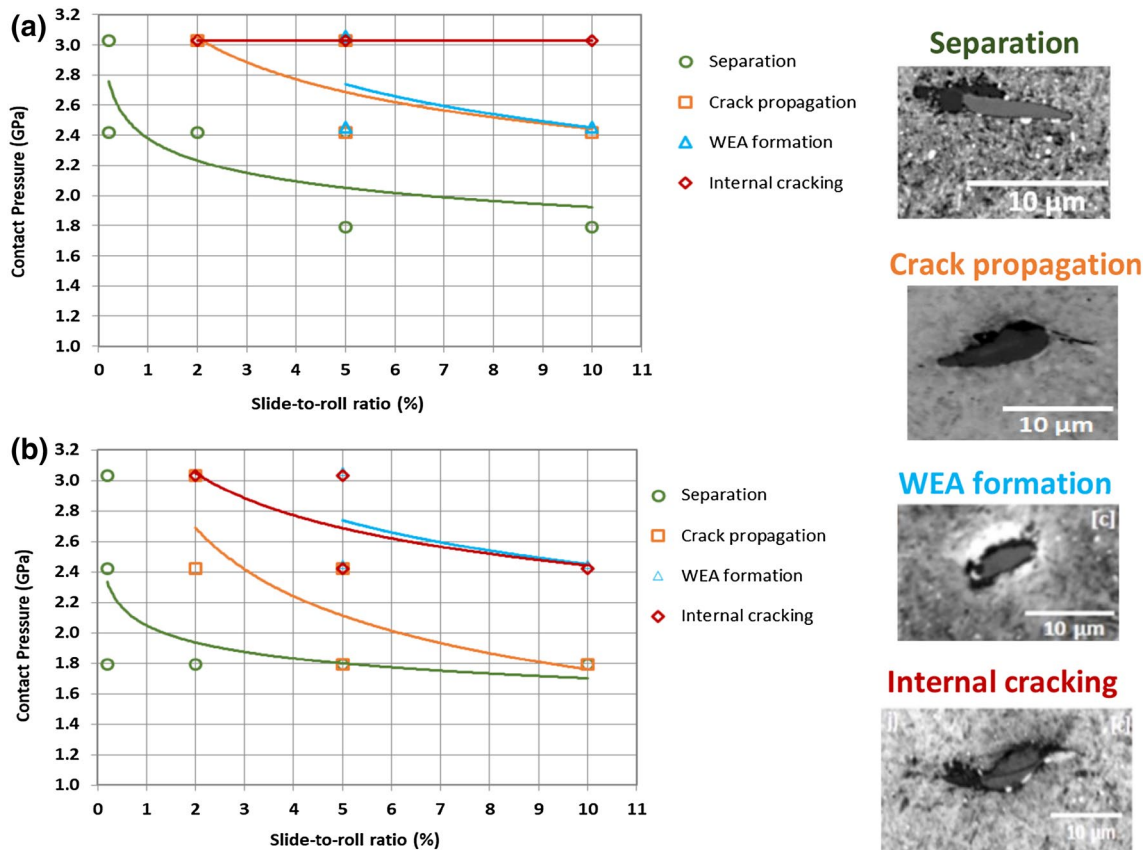 (a)
3.2
3.0
2.8
2.6
2.4
2.2
2.0
1.8
1.6
1.4
1.2
1.0
Contact Pressure (GPa)
0 1 2 3 4 5 6 7 8 9 10 11
Slide-to-roll ratio (%)
Separation
Crack propagation
WEA formation
Internal cracking
(b)
3.2
3.0
2.8
2.6
2.4
2.2
2.0
1.8
1.6
1.4
1.2
1.0
Contact Pressure (GPa)
0 1 2 3 4 5 6 7 8 9 10 11
Slide-to-roll ratio (%)
Separation
Crack propagation
WEA formation
Internal cracking
Separation
10 µm
Crack propagation
10 µm
WEA formation
[c]
10 µm
Internal cracking
10 µm